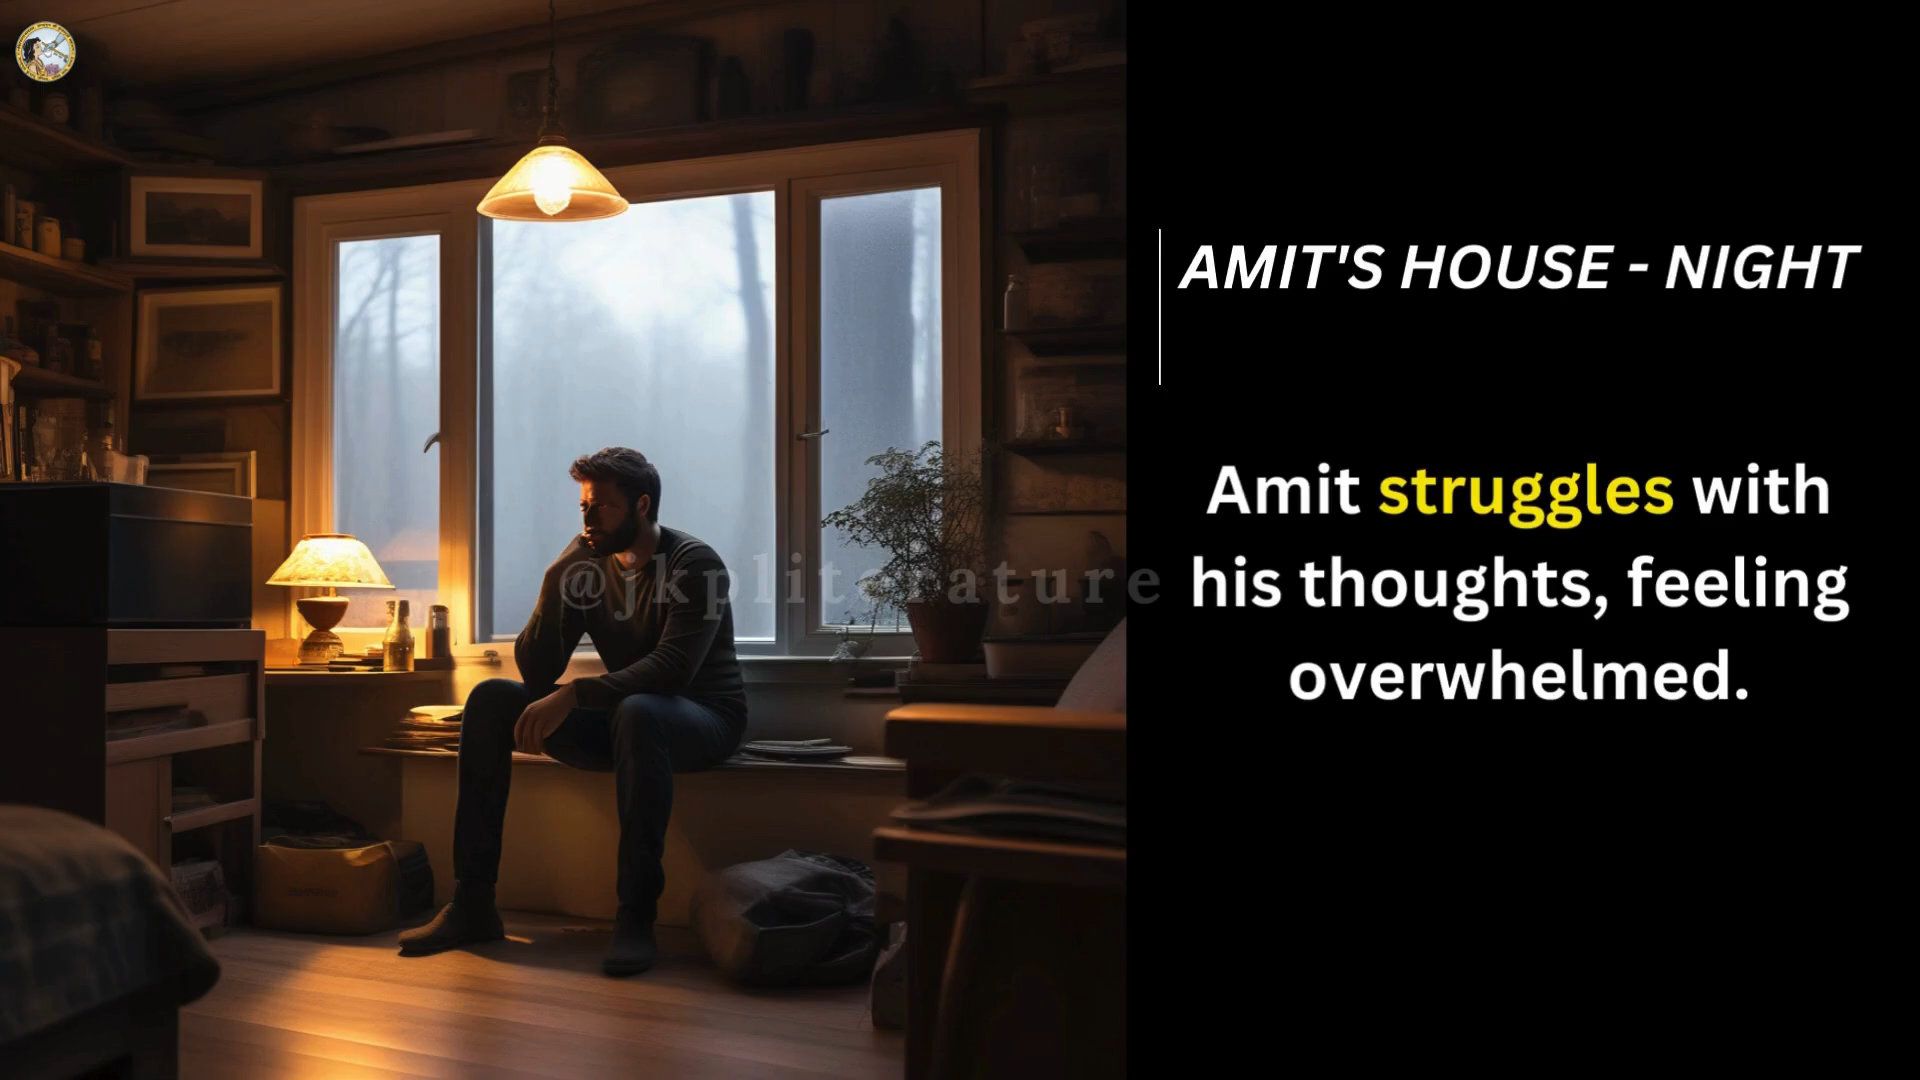 AMIT'S HOUSE - NIGHT
Amit struggles with
his thoughts, feeling
overwhelmed.
@jkpliterature